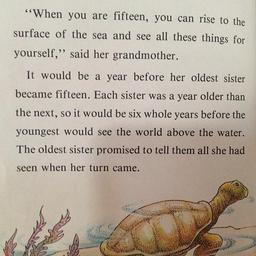 ‘‘When you are fifteen, you can rise to the
surface of the sea and see all these things for
yourself,’’ said her grandmother.
It would be a year before her oldest sister
became fifteen. Each sister was a year older than
the next, so it would be six whole years before the
youngest would see the world above the water.
The oldest sister promised to tell them all she had
seen when her turn came.